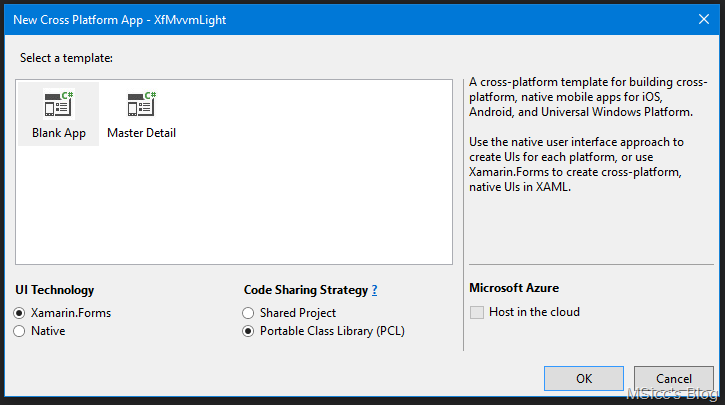 New Cross Platform App - XfMvvmLight
Select a template:
C#
Blank App
C#
Master Detail
A cross-platform template for building cross-
platform, native mobile apps for iOS,
Android, and Universal Windows Platform.
Use the native user interface approach to
create UIs for each platform, or use
Xamarin.Forms to create cross-platform,
native UIs in XAML.
UI Technology
Xamarin.Forms
Native
Code Sharing Strategy ?
Shared Project
Portable Class Library (PCL)
Microsoft Azure
Host in the cloud
OK
Cancel
MSicc's Blog